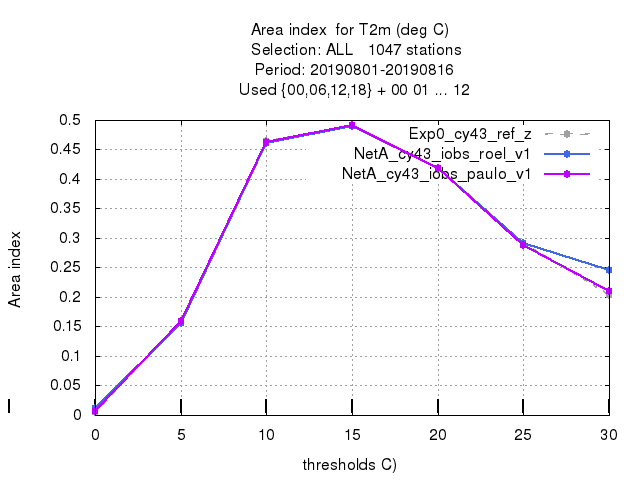 Area index  for T2m (deg C)
Selection: ALL   1047 stations
Period: 20190801-20190816
Used {00,06,12,18} + 00 01 ... 12
Exp0_cy43_ref_z
NetA_cy43_iobs_roel_v1
NetA_cy43_iobs_paulo_v1
0.5
0.45
0.4
0.35
0.3
0.25
0.2
0.15
0.1
0.05
0
Area index
0 5 10 15 20 25 30
thresholds C)